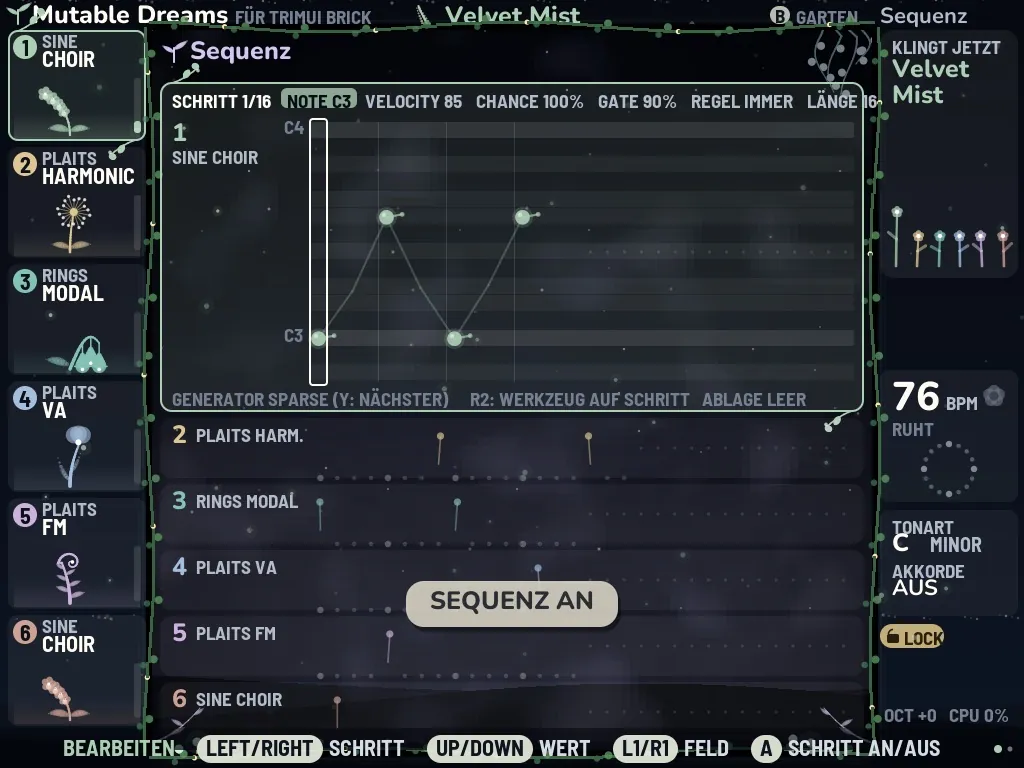 Mutable Dreams FÜR TRIMUI BRICK
Velvet Mist
B GARTEN
Sequenz
1 SINE CHOIR
2 PLAITS HARMONIC
3 RINGS MODAL
4 PLAITS VA
5 PLAITS FM
6 SINE CHOIR
Sequenz
SCHRITT 1/16 NOTE C3 VELOCITY 85 CHANCE 100% GATE 90% REGEL IMMER LÄNGE 16
1
SINE CHOIR
C4
C3
GENERATOR SPARSE (Y: NÄCHSTER) R2: WERKZEUG AUF SCHRITT ABLAGE LEER
2 PLAITS HARM.
3 RINGS MODAL
4 PLAITS VA
SEQUENZ AN
5 PLAITS FM
6 SINE CHOIR
KLINGT JETZT
Velvet
Mist
76 BPM
RUHT
TONART
C MINOR
AKKORDE
AUS
LOCK
OCT +0 CPU 0%
BEARBEITEN LEFT/RIGHT SCHRITT UP/DOWN WERT L1/R1 FELD A SCHRITT AN/AUS